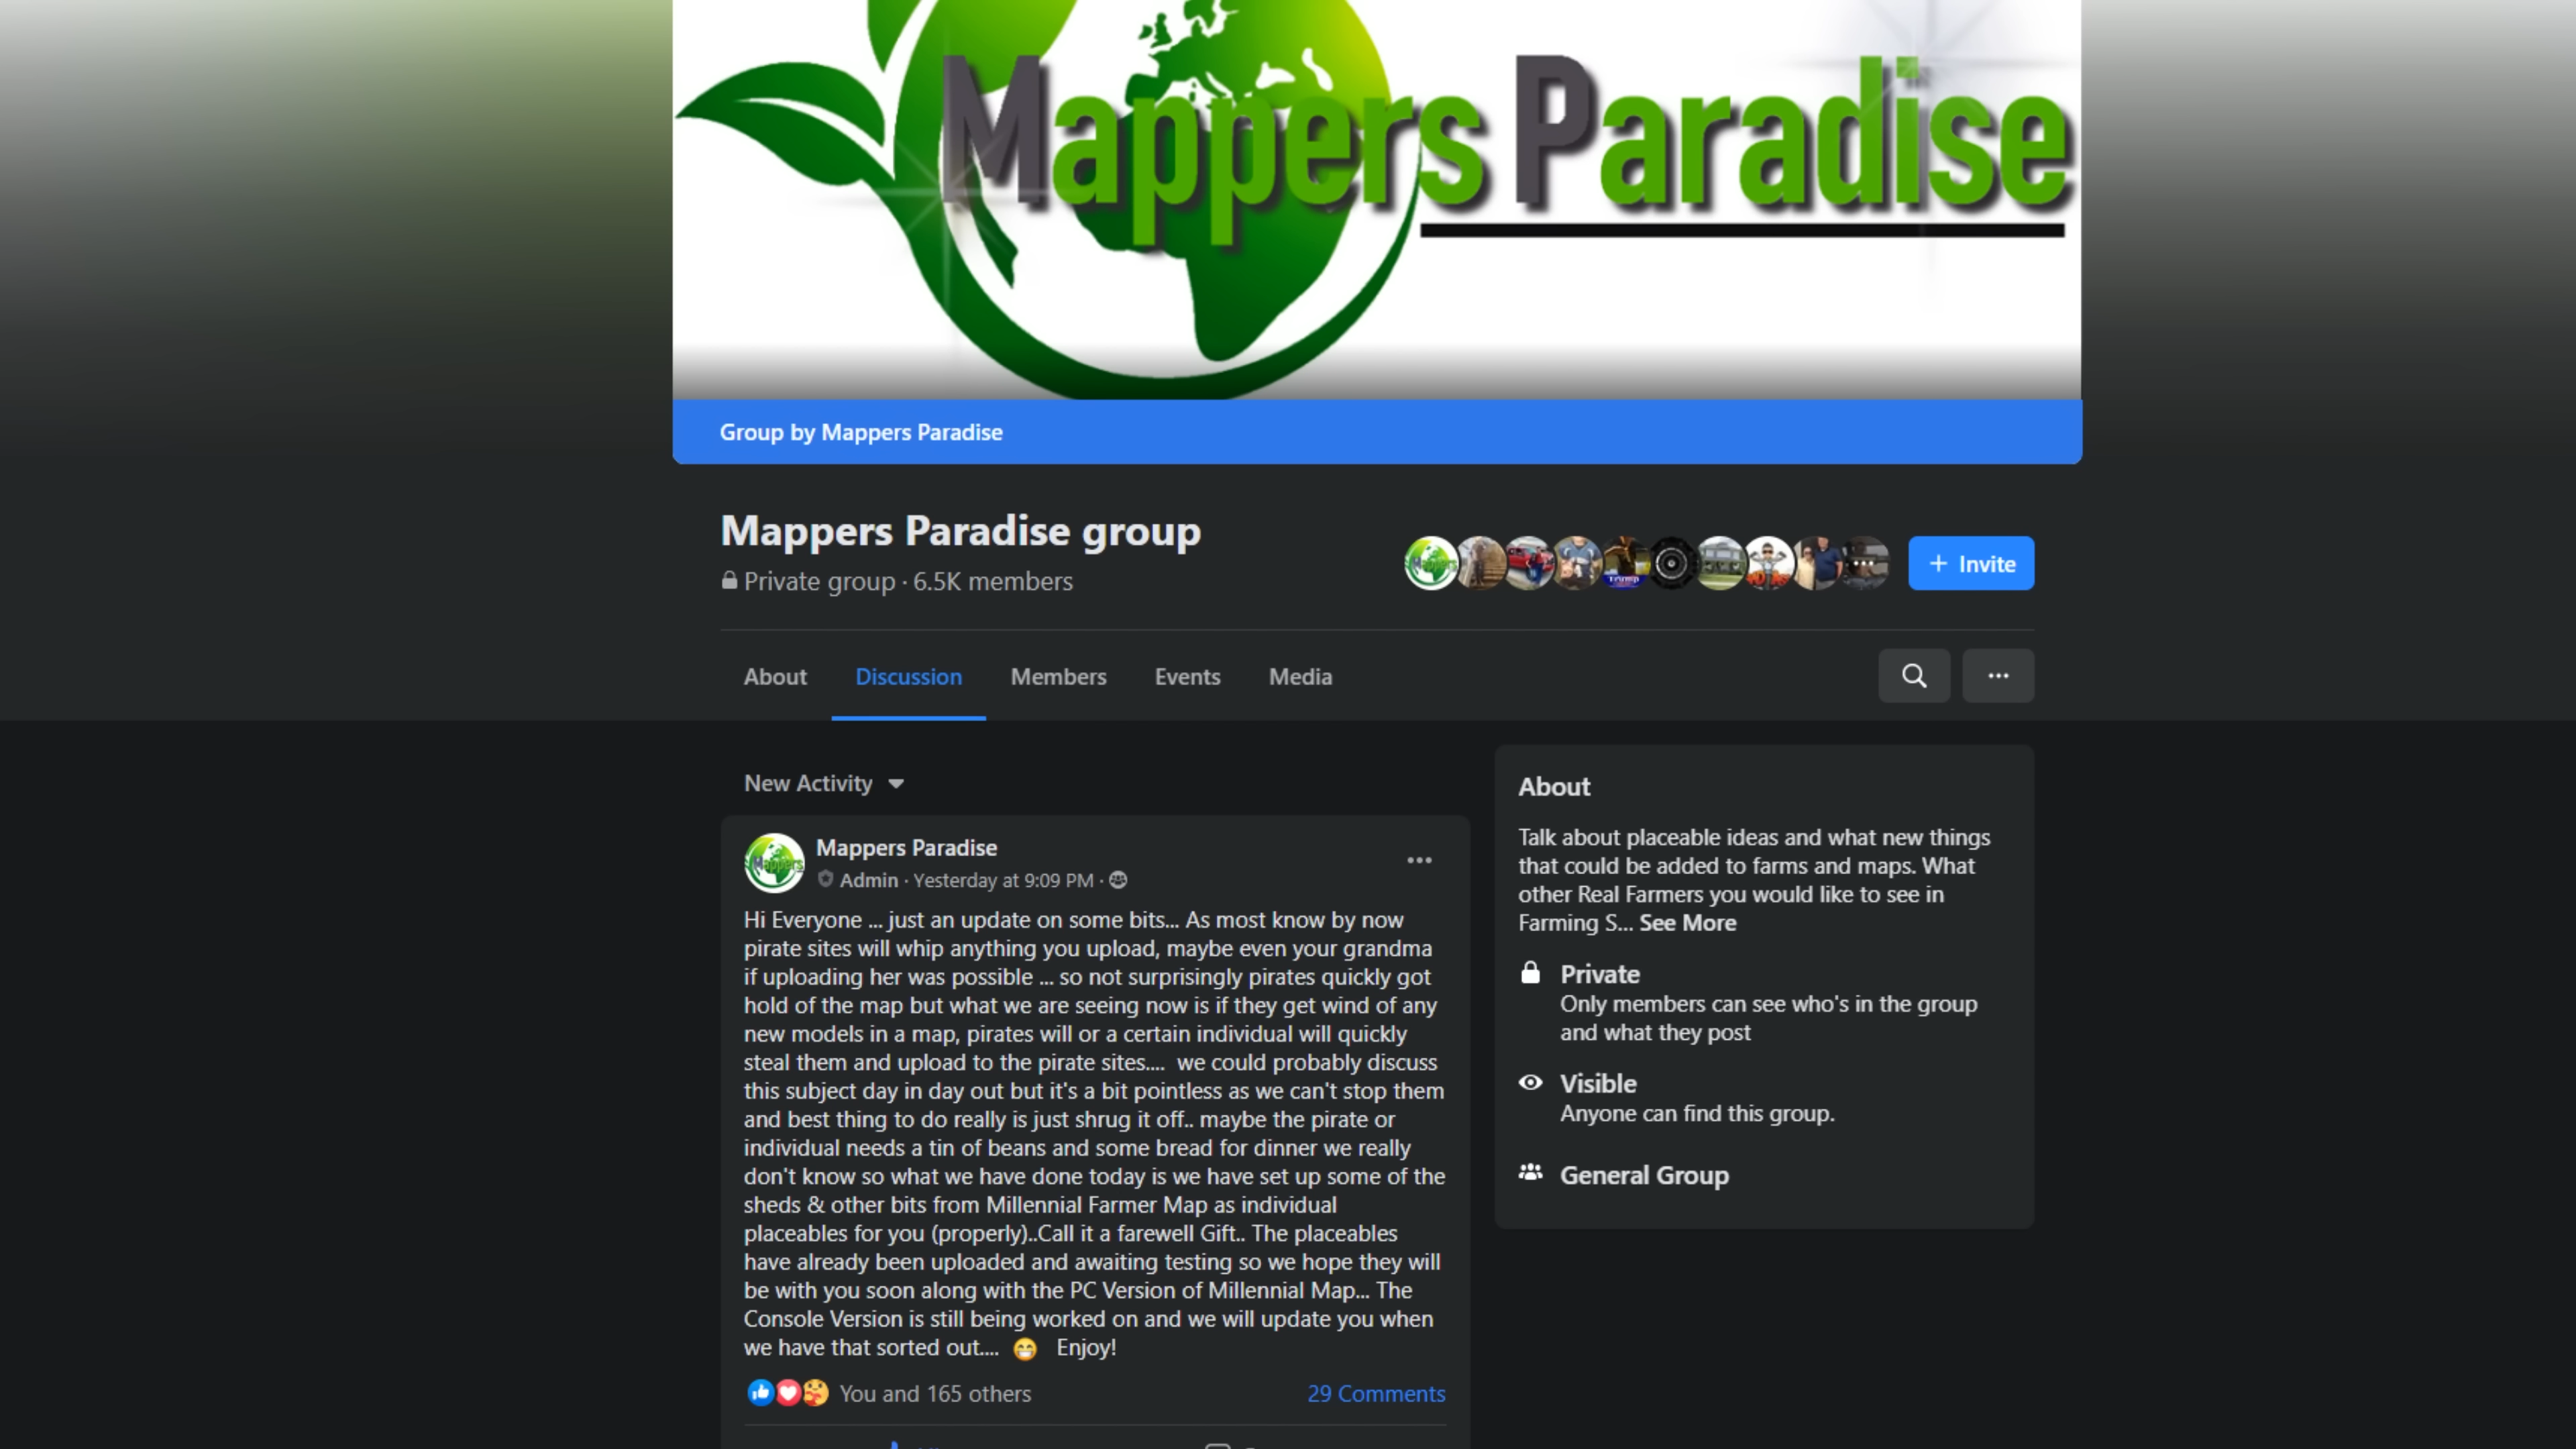 Mappers Paradise
Group by Mappers Paradise
Mappers Paradise group
Private group · 6.5K members
+ Invite
About
Discussion
Members
Events
Media
New Activity
Mappers Paradise
Admin · Yesterday at 9:09 PM ·
Hi Everyone ... just an update on some bits... As most know by now
pirate sites will whip anything you upload, maybe even your grandma
if uploading her was possible ... so not surprisingly pirates quickly got
hold of the map but what we are seeing now is if they get wind of any
new models in a map, pirates will or a certain individual will quickly
steal them and upload to the pirate sites.... we could probably discuss
this subject day in day out but it's a bit pointless as we can't stop them
and best thing to do really is just shrug it off.. maybe the pirate or
individual needs a tin of beans and some bread for dinner we really
don't know so what we have done today is we have set up some of the
sheds & other bits from Millennial Farmer Map as individual
placeables for you (properly)..Call it a farewell Gift.. The placeables
have already been uploaded and awaiting testing so we hope they will
be with you soon along with the PC Version of Millennial Map... The
Console Version is still being worked on and we will update you when
we have that sorted out.... 😁 Enjoy!
You and 165 others
29 Comments
About
Talk about placeable ideas and what new things
that could be added to farms and maps. What
other Real Farmers you would like to see in
Farming S... See More
Private
Only members can see who's in the group
and what they post
Visible
Anyone can find this group.
General Group